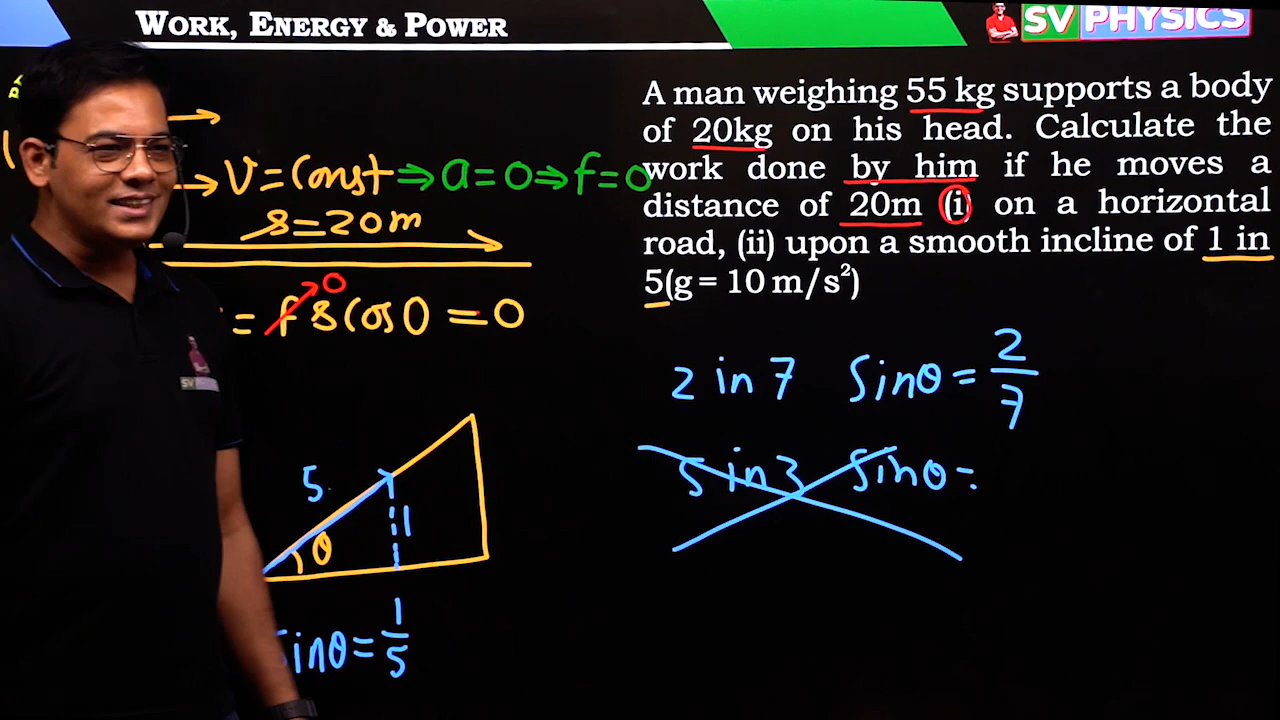 WORK, ENERGY & POWER
SV PHYSICS
A man weighing 55 kg supports a body
of 20kg on his head. Calculate the
work done by him if he moves a
distance of 20m (i) on a horizontal
road, (ii) upon a smooth incline of 1 in
5(g = 10 m/s²)
V = Const ⇒ a = 0 ⇒ f = 0
s = 20m
= f s Cos 0 = 0
0
5
1
θ
Sinθ = 1/5
2 in 7 Sinθ = 2/7
5 in 3 Sinθ =
SV